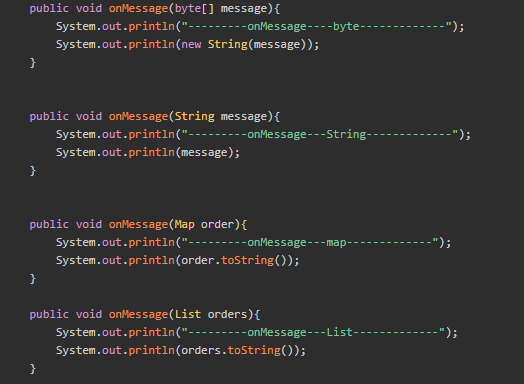 public void onMessage(byte[] message){
    System.out.println("---------onMessage----byte-------------");
    System.out.println(new String(message));
}
public void onMessage(String message){
    System.out.println("---------onMessage---String-------------");
    System.out.println(message);
}
public void onMessage(Map order){
    System.out.println("---------onMessage---map-------------");
    System.out.println(order.toString());
}
public void onMessage(List orders){
    System.out.println("---------onMessage---List-------------");
    System.out.println(orders.toString());
}